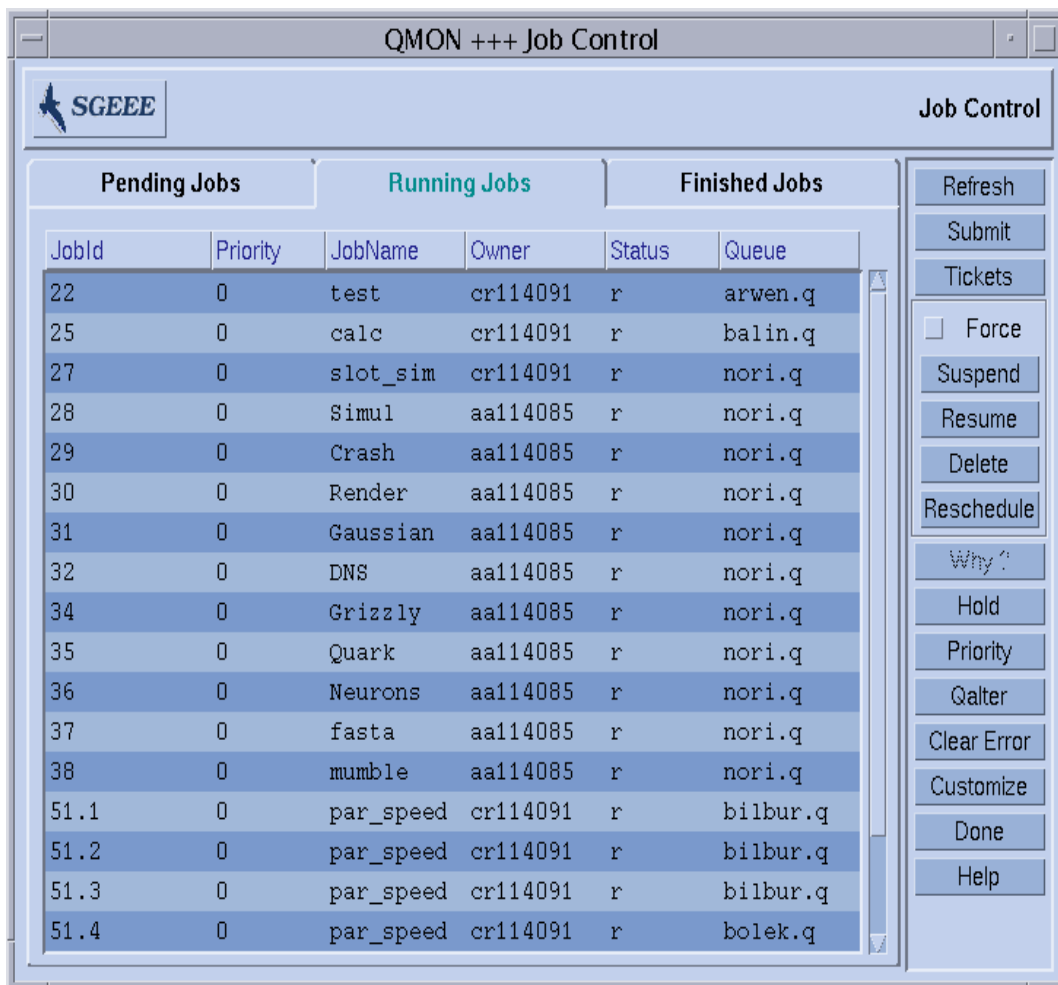 QMON +++ Job Control
SGEEE
Job Control
Pending Jobs Running Jobs Finished Jobs
JobId Priority JobName Owner Status Queue
22 0 test cr114091 r arwen.q
25 0 calc cr114091 r balin.q
27 0 slot_sim cr114091 r nori.q
28 0 Simul aa114085 r nori.q
29 0 Crash aa114085 r nori.q
30 0 Render aa114085 r nori.q
31 0 Gaussian aa114085 r nori.q
32 0 DNS aa114085 r nori.q
34 0 Grizzly aa114085 r nori.q
35 0 Quark aa114085 r nori.q
36 0 Neurons aa114085 r nori.q
37 0 fasta aa114085 r nori.q
38 0 mumble aa114085 r nori.q
51.1 0 par_speed cr114091 r bilbur.q
51.2 0 par_speed cr114091 r bilbur.q
51.3 0 par_speed cr114091 r bilbur.q
51.4 0 par_speed cr114091 r bolek.q
Refresh
Submit
Tickets
Force
Suspend
Resume
Delete
Reschedule
Why ?
Hold
Priority
Qalter
Clear Error
Customize
Done
Help